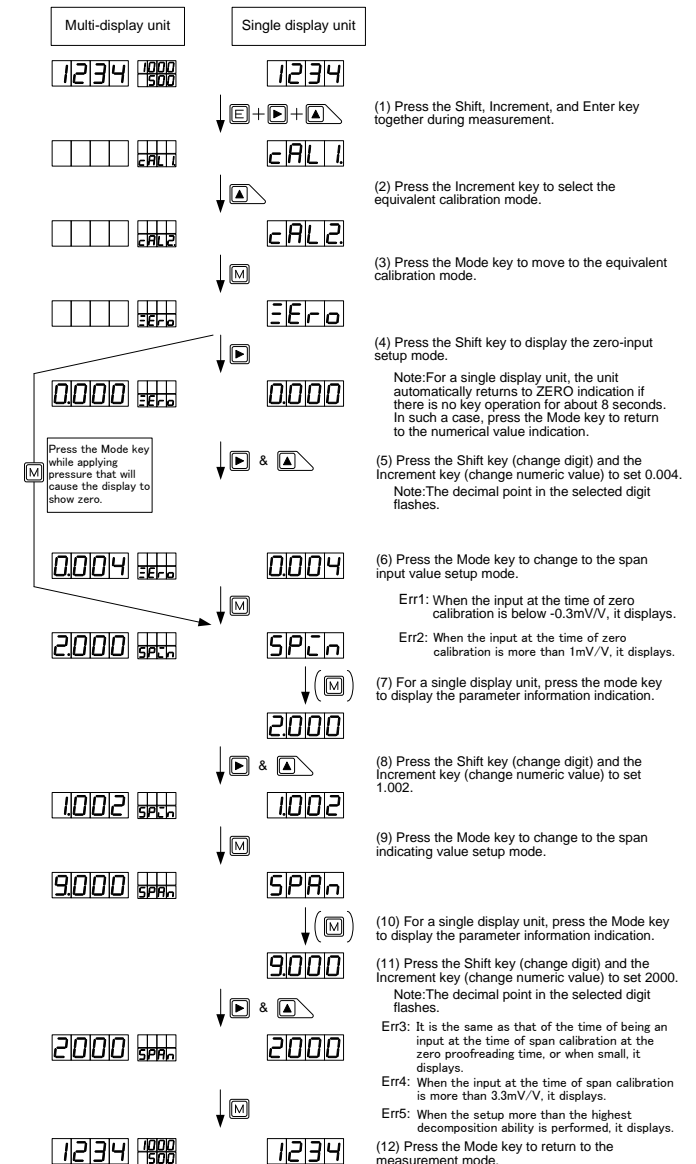 Multi-display unit
Single display unit
1234 1000 500
1234
E + ▶ + ▲
(1) Press the Shift, Increment, and Enter key
together during measurement.
cAL1.
cAL1.
▲
(2) Press the Increment key to select the
equivalent calibration mode.
cAL2.
cAL2.
M
(3) Press the Mode key to move to the equivalent
calibration mode.
ZEro
ZEro
▶
(4) Press the Shift key to display the zero-input
setup mode.
0.000 ZEro
0.000
Note:For a single display unit, the unit
automatically returns to ZERO indication if
there is no key operation for about 8 seconds.
In such a case, press the Mode key to return
to the numerical value indication.
M
Press the Mode key
while applying
pressure that will
cause the display to
show zero.
▶ & ▲
(5) Press the Shift key (change digit) and the
Increment key (change numeric value) to set 0.004.
Note:The decimal point in the selected digit
flashes.
0.004 ZEro
0.004
(6) Press the Mode key to change to the span
input value setup mode.
M
Err1: When the input at the time of zero
calibration is below -0.3mV/V, it displays.
Err2: When the input at the time of zero
calibration is more than 1mV/V, it displays.
2.000 SPin
SPin
(M)
(7) For a single display unit, press the mode key
to display the parameter information indication.
2.000
▶ & ▲
(8) Press the Shift key (change digit) and the
Increment key (change numeric value) to set
1.002.
1.002 SPin
1.002
M
(9) Press the Mode key to change to the span
indicating value setup mode.
9.000 SPAn
SPAn
(M)
(10) For a single display unit, press the Mode key
to display the parameter information indication.
9.000
(11) Press the Shift key (change digit) and the
Increment key (change numeric value) to set 2000.
Note:The decimal point in the selected digit
flashes.
▶ & ▲
Err3: It is the same as that of the time of being an
input at the time of span calibration at the
zero proofreading time, or when small, it
displays.
2000 SPAn
2000
Err4: When the input at the time of span calibration
is more than 3.3mV/V, it displays.
M
Err5: When the setup more than the highest
decomposition ability is performed, it displays.
1234 1000 1500
1234
(12) Press the Mode key to return to the
measurement mode.